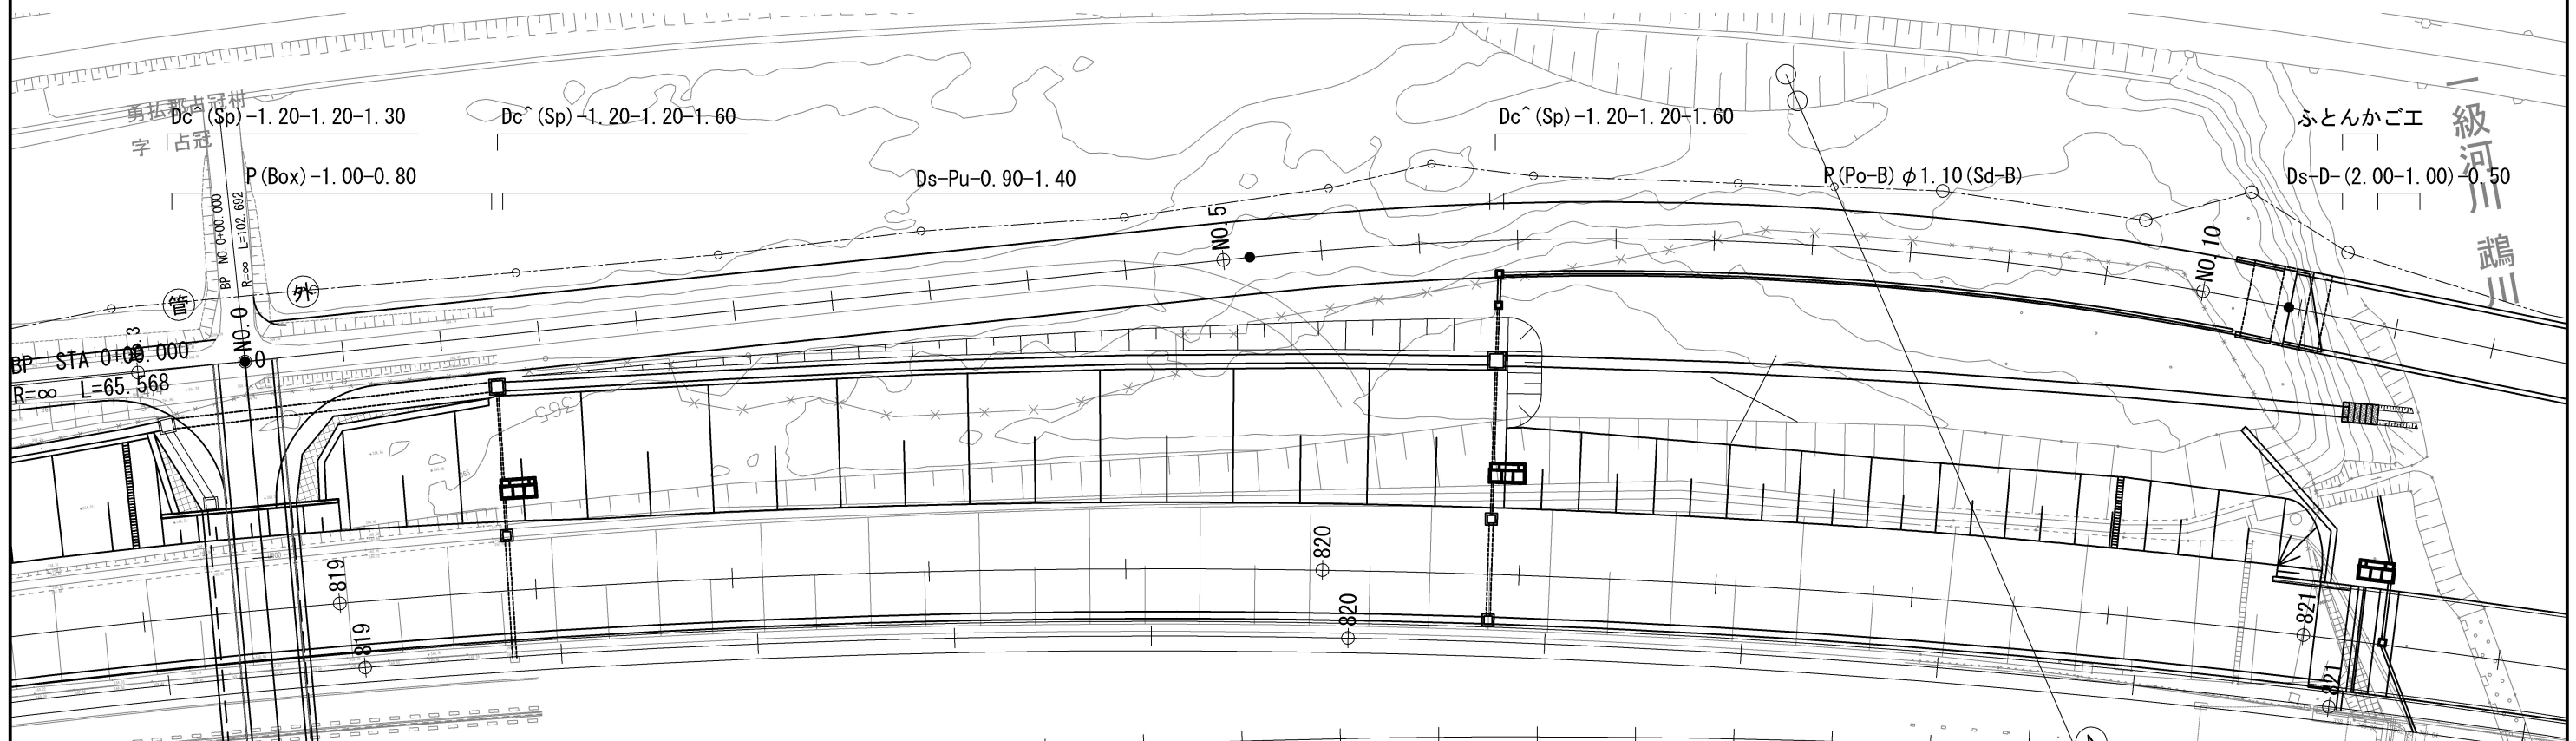 勇払郡占冠村
字 占冠
Dc^(Sp)-1.20-1.20-1.30
Dc^(Sp)-1.20-1.20-1.60
Dc^(Sp)-1.20-1.20-1.60
ふとんかご工
一級河川 鵡川
P(Box)-1.00-0.80
Ds-Pu-0.90-1.40
P(Po-B)φ1.10(Sd-B)
Ds-D-(2.00-1.00)-0.50
BP NO.0+00.000
R=∞ L=102.692
管
外
NO.0
NO.5
NO.10
BP STA 0+00.000
R=∞ L=65.568
0
365
365
819
820
821
819
820
821